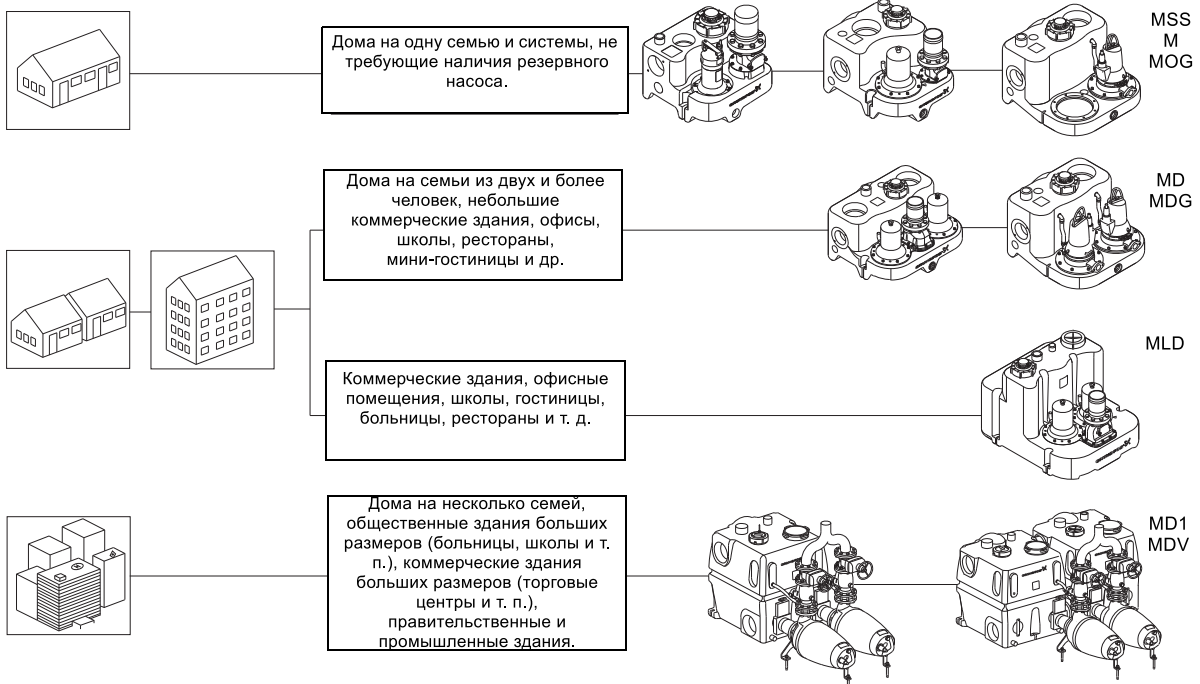 Дома на одну семью и системы, не
требующие наличия резервного
насоса.
MSS
M
MOG
Дома на семьи из двух и более
человек, небольшие
коммерческие здания, офисы,
школы, рестораны,
мини-гостиницы и др.
MD
MDG
Коммерческие здания, офисные
помещения, школы, гостиницы,
больницы, рестораны и т. д.
MLD
Дома на несколько семей,
общественные здания больших
размеров (больницы, школы и т.
п.), коммерческие здания
больших размеров (торговые
центры и т. п.),
правительственные и
промышленные здания.
MD1
MDV